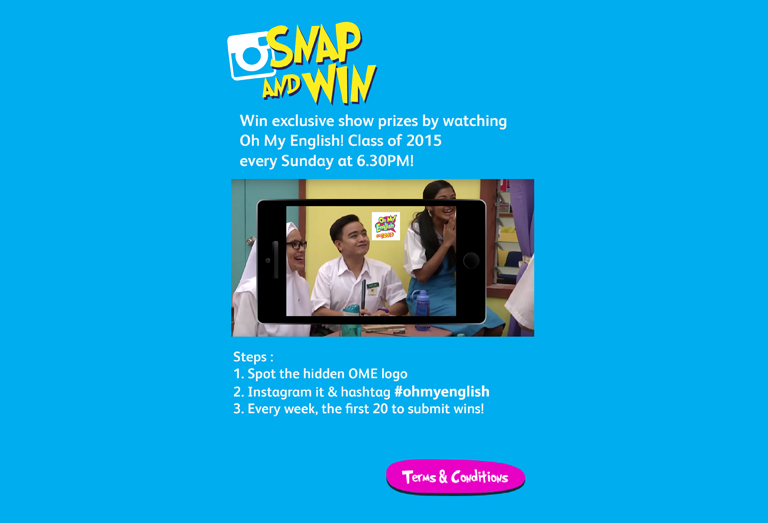 SNAP
AND WIN
Win exclusive show prizes by watching
Oh My English! Class of 2015
every Sunday at 6.30PM!
Oh My
English!
Steps :
1. Spot the hidden OME logo
2. Instagram it & hashtag #ohmyenglish
3. Every week, the first 20 to submit wins!
Terms & Conditions